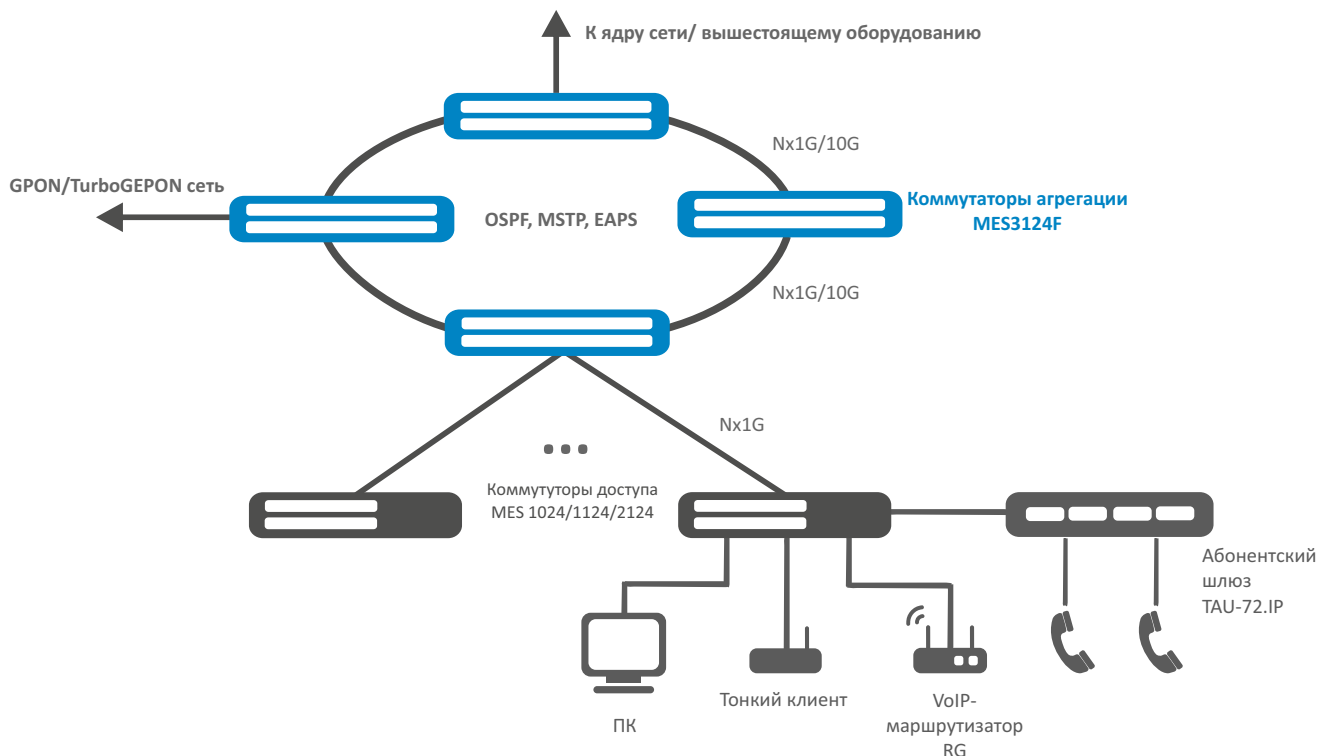 К ядру сети/ вышестоящему оборудованию
Nx1G/10G
GPON/TurboGEPON сеть
OSPF, MSTP, EAPS
Коммутаторы агрегации
MES3124F
Nx1G/10G
Nx1G
Коммутуторы доступа
MES 1024/1124/2124
Абонентский
шлюз
TAU-72.IP
ПК
Тонкий клиент
VoIP-
маршрутизатор
RG